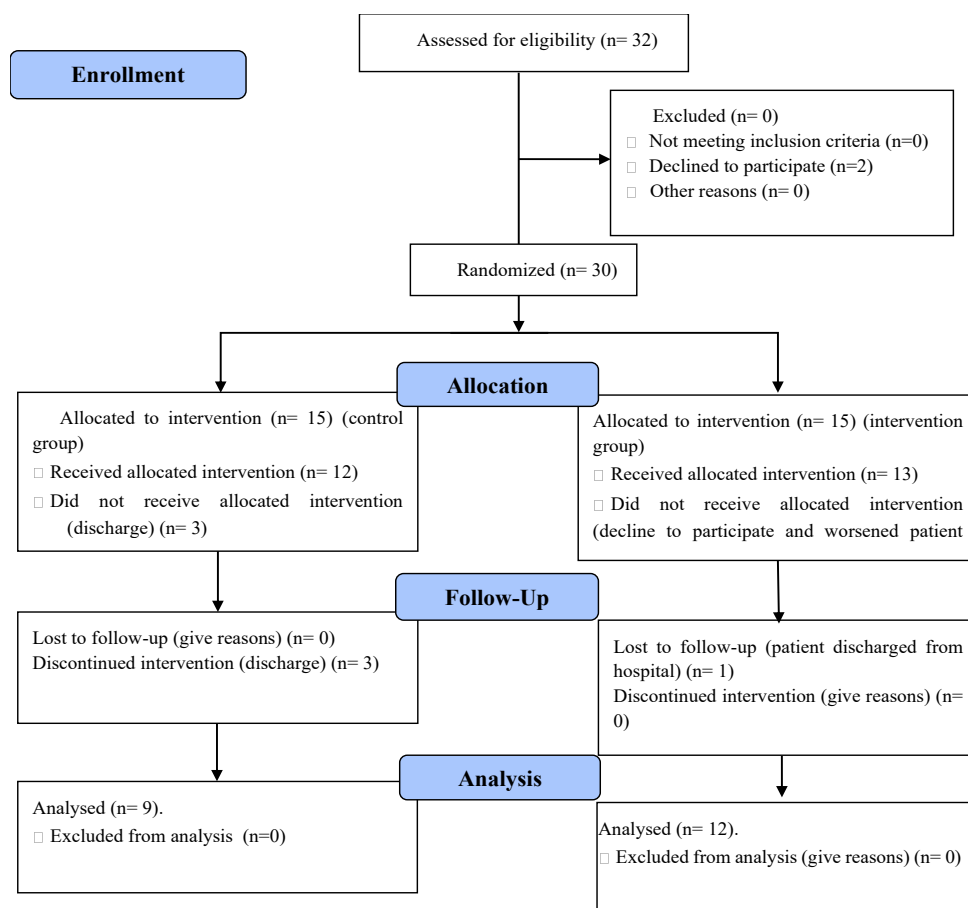 Assessed for eligibility (n= 32)
Enrollment
Excluded (n= 0)
□ Not meeting inclusion criteria (n=0)
□ Declined to participate (n=2)
□ Other reasons (n= 0)
Randomized (n= 30)
Allocation
Allocated to intervention (n= 15) (control
group)
□ Received allocated intervention (n= 12)
□ Did not receive allocated intervention
(discharge) (n= 3)
Allocated to intervention (n= 15) (intervention
group)
□ Received allocated intervention (n= 13)
□ Did not receive allocated intervention
(decline to participate and worsened patient
Follow-Up
Lost to follow-up (give reasons) (n= 0)
Discontinued intervention (discharge) (n= 3)
Lost to follow-up (patient discharged from
hospital) (n= 1)
Discontinued intervention (give reasons) (n=
0)
Analysis
Analysed (n= 9).
□ Excluded from analysis (n=0)
Analysed (n= 12).
□ Excluded from analysis (give reasons) (n= 0)